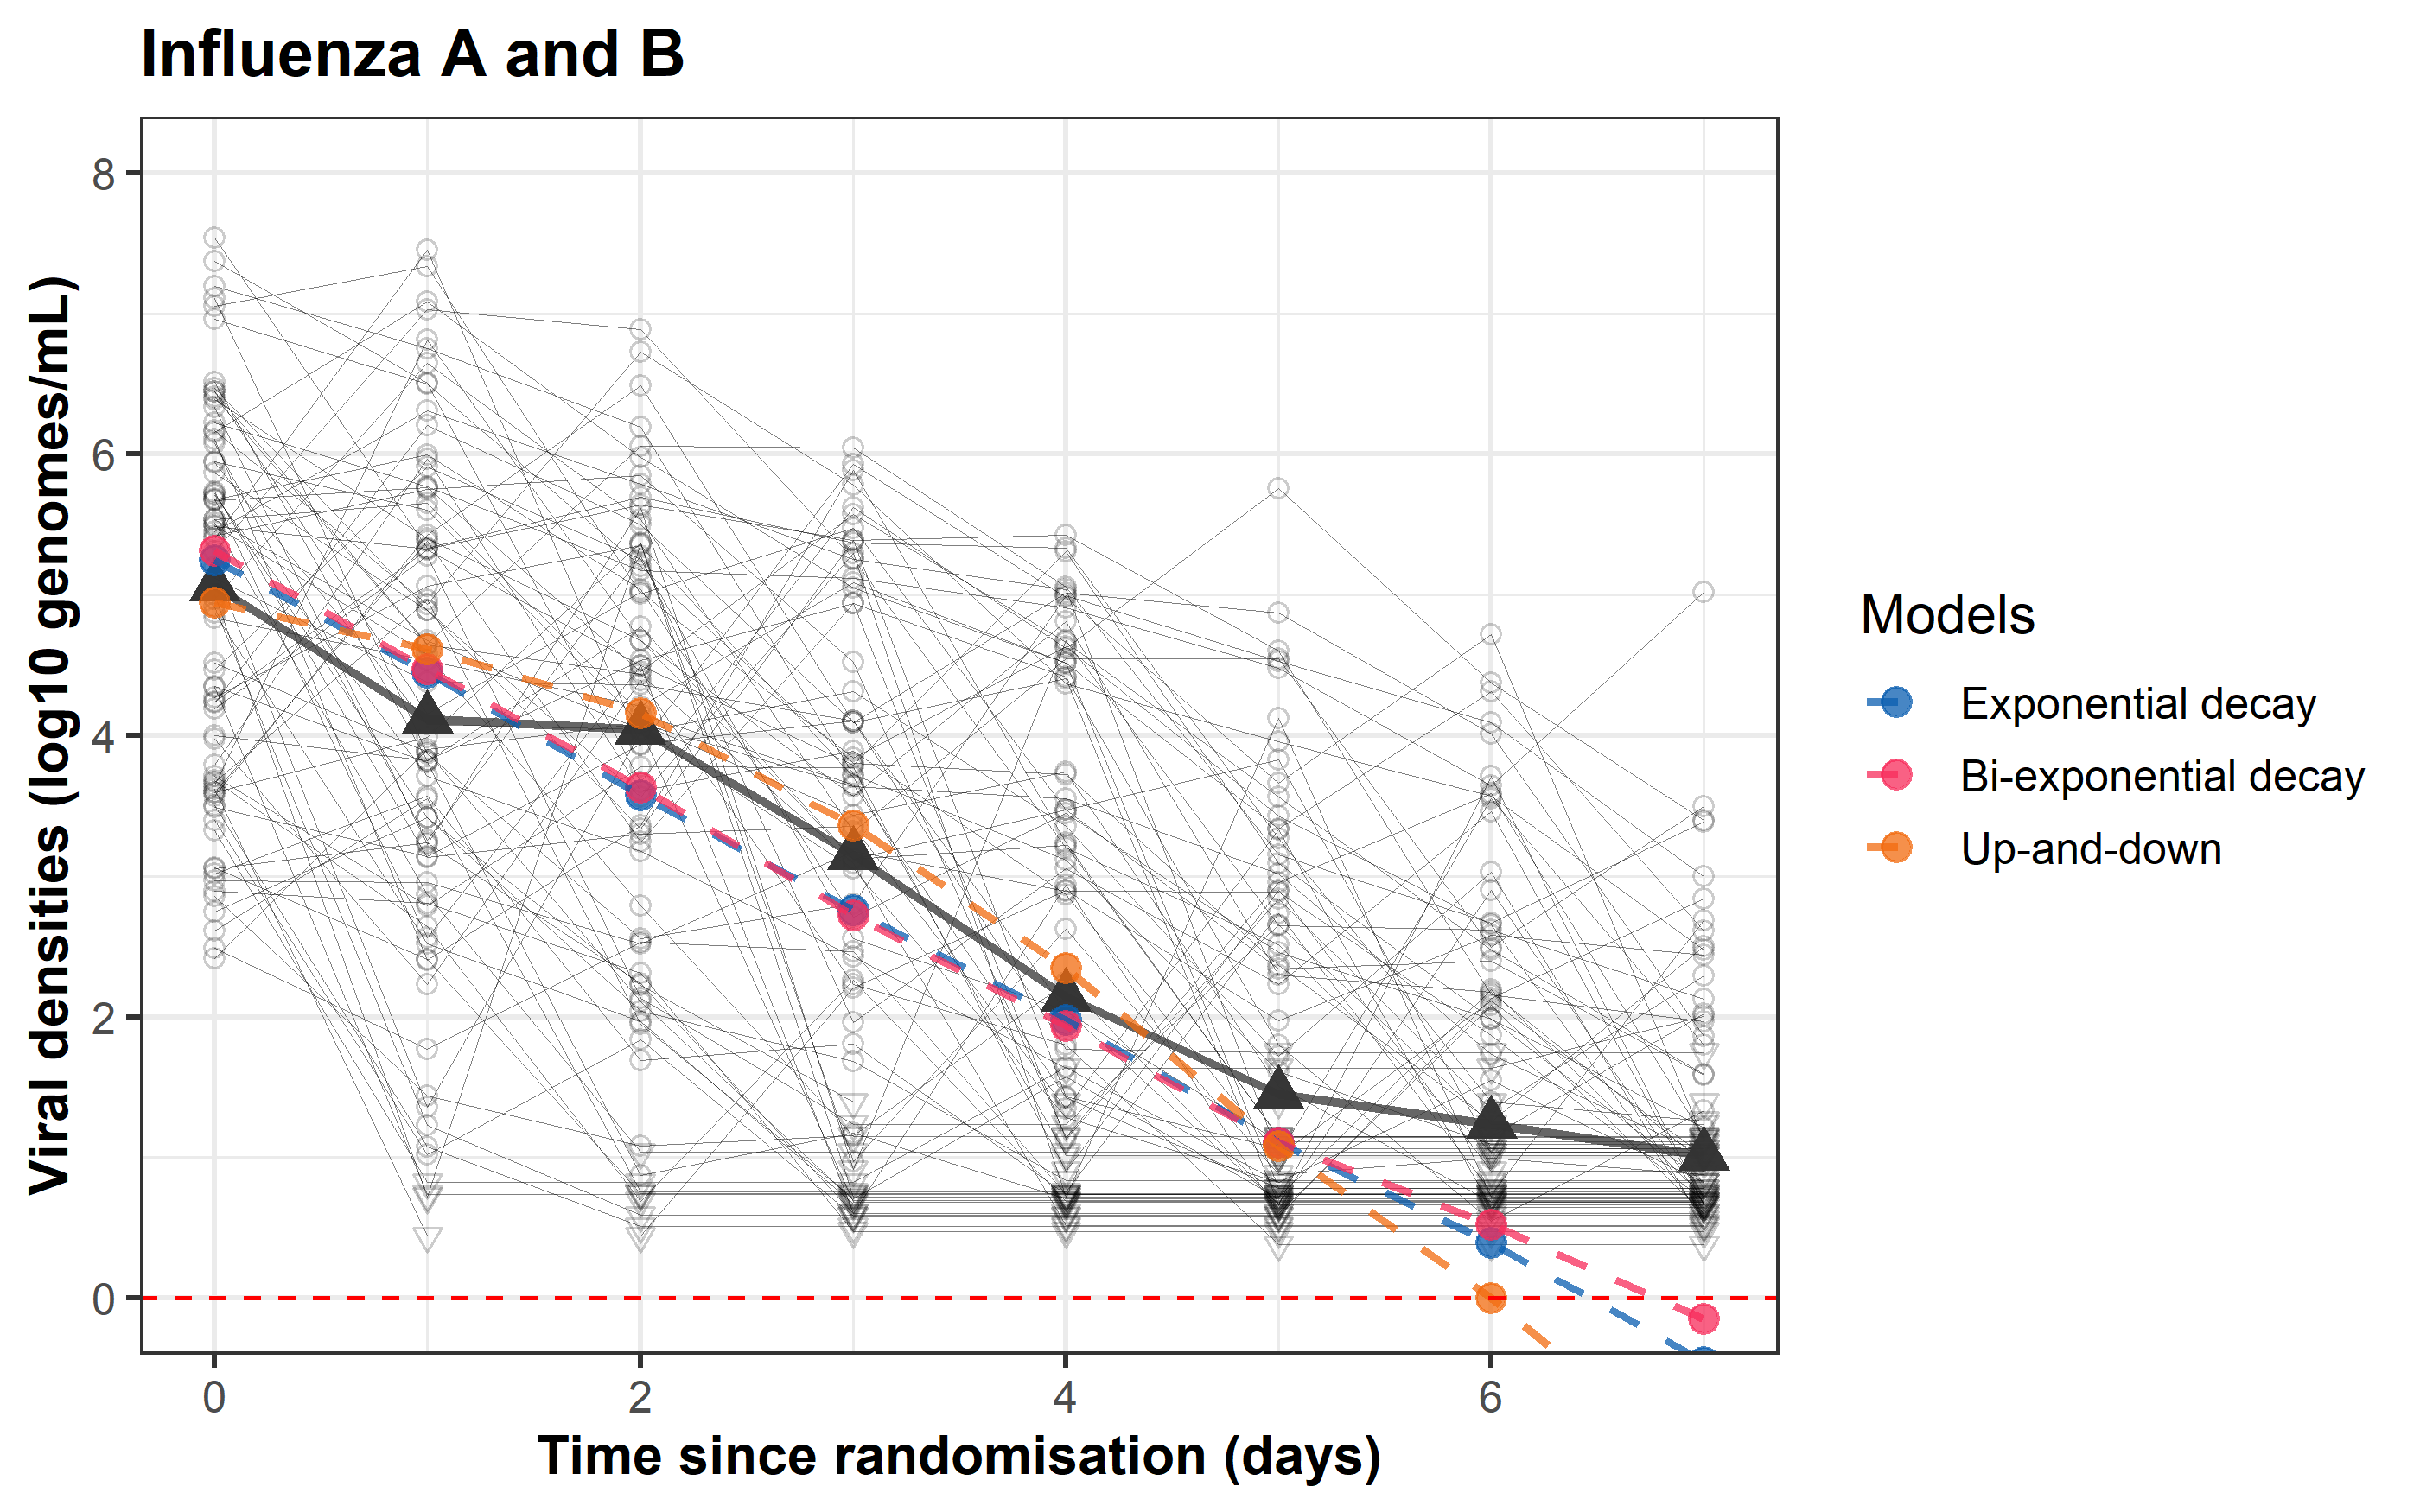 Influenza A and B
Viral densities (log10 genomes/mL)
8
6
4
2
0
0
2
4
6
Time since randomisation (days)
Models
Exponential decay
Bi-exponential decay
Up-and-down